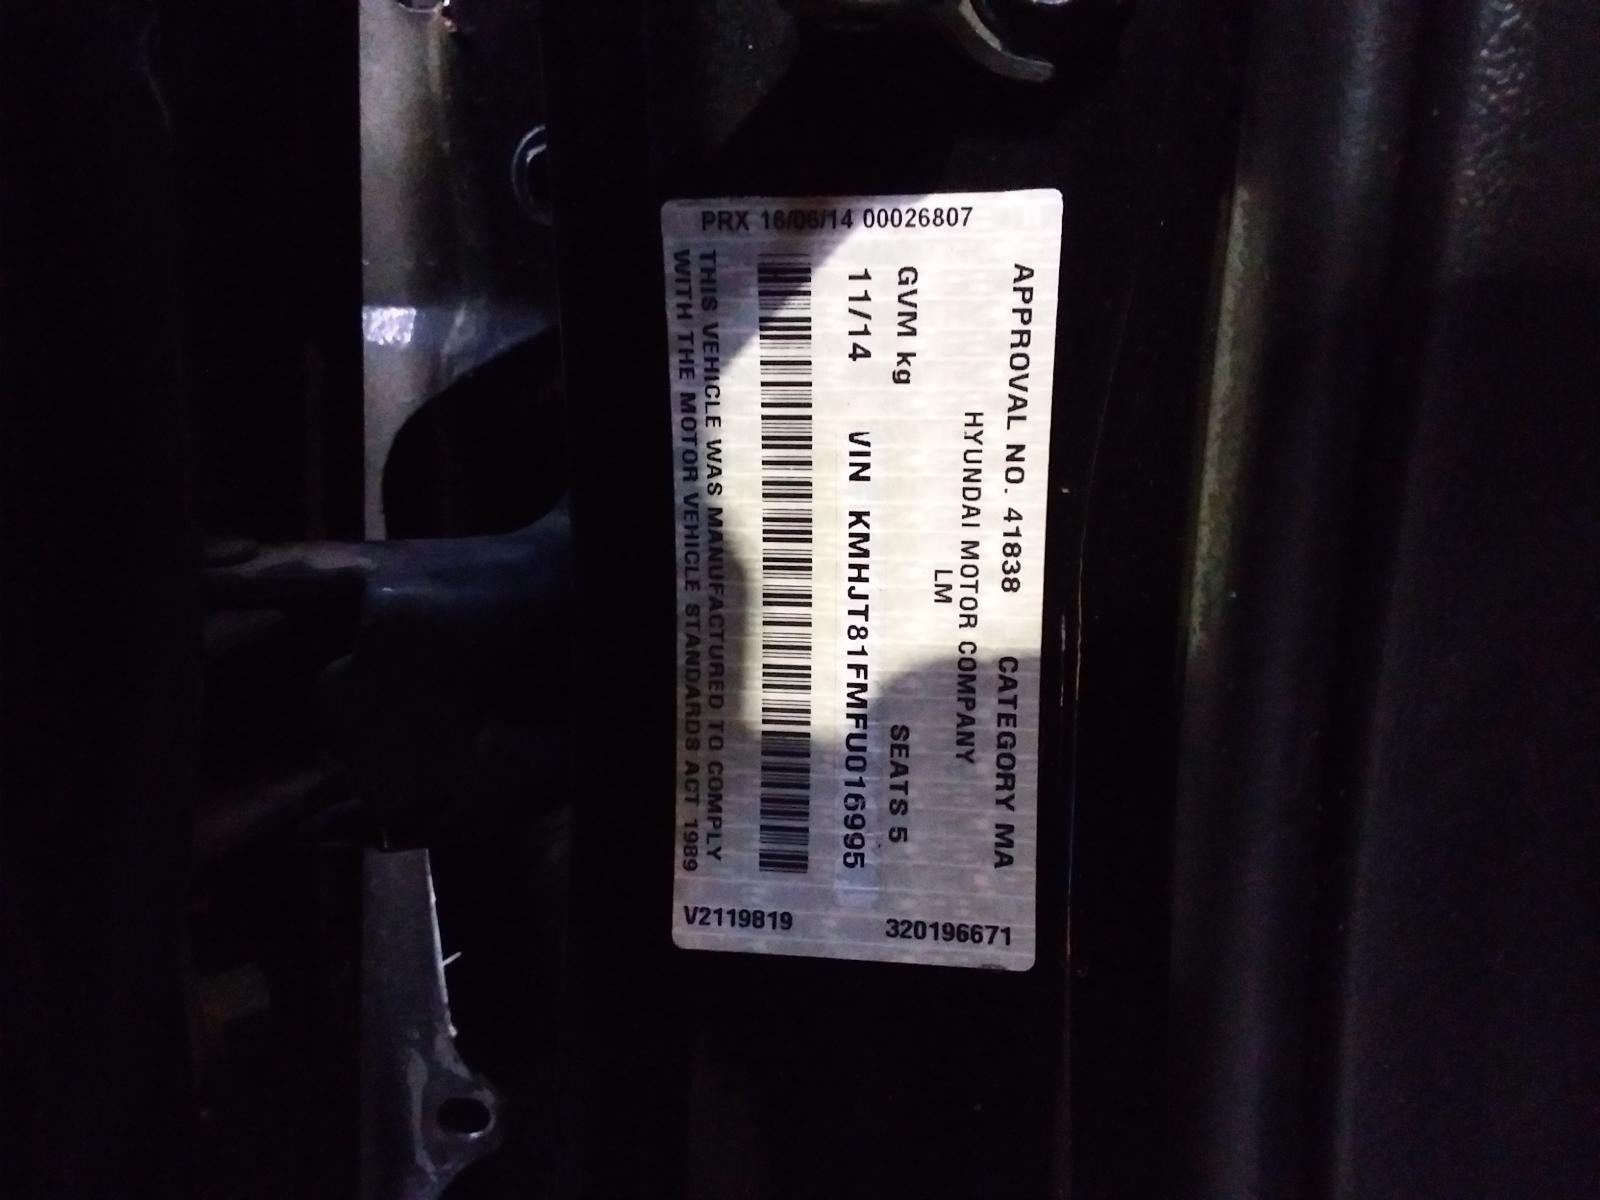 APPROVAL NO. 41838 CATEGORY MA
HYUNDAI MOTOR COMPANY
LM
GVM kg SEATS 5
11/14 VIN KMHJT81FMFU016995
THIS VEHICLE WAS MANUFACTURED TO COMPLY
WITH THE MOTOR VEHICLE STANDARDS ACT 1989
PRX 16/06/14 00026807
V2119819
320196671